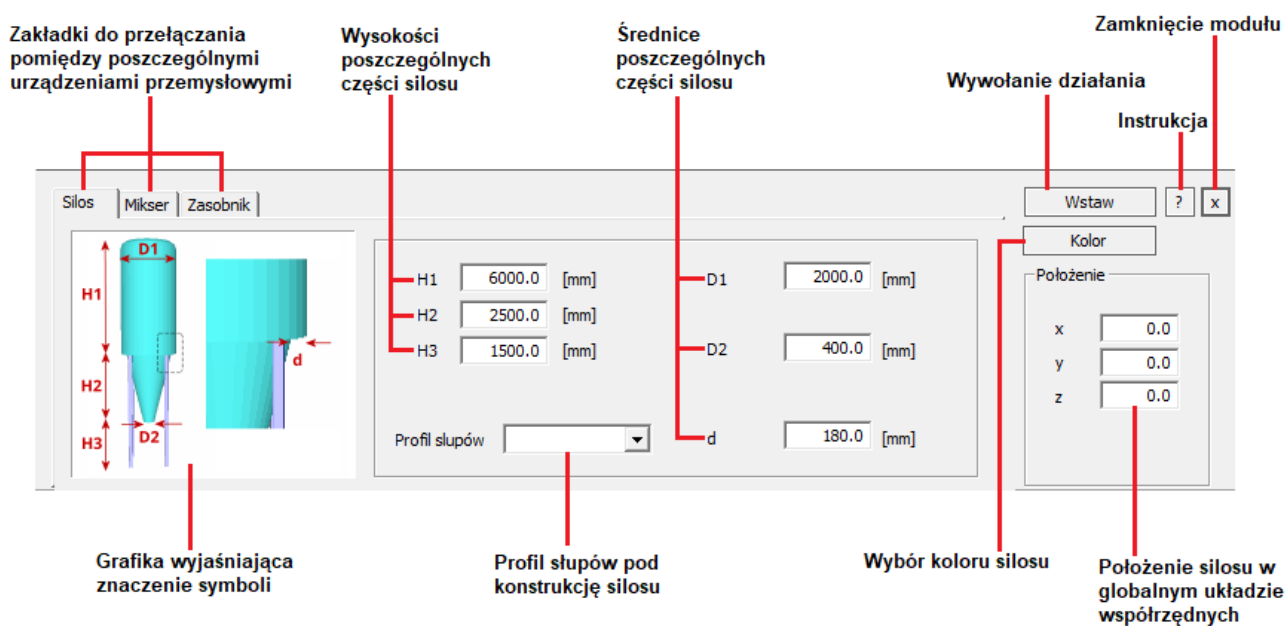 Zakładki do przełączania
pomiędzy poszczególnymi
urządzeniami przemysłowymi
Wysokości
poszczególnych
części silosu
Średnice
poszczególnych
części silosu
Zamknięcie modułu
Wywołanie działania
Instrukcja
Silos
Mikser
Zasobnik
Wstaw
?
x
Kolor
D1
H1
H2
D2
H3
d
H1 6000.0 [mm]
H2 2500.0 [mm]
H3 1500.0 [mm]
Profil slupów
D1 2000.0 [mm]
D2 400.0 [mm]
d 180.0 [mm]
Położenie
x 0.0
y 0.0
z 0.0
Grafika wyjaśniająca
znaczenie symboli
Profil słupów pod
konstrukcję silosu
Wybór koloru silosu
Położenie silosu w
globalnym układzie
współrzędnych